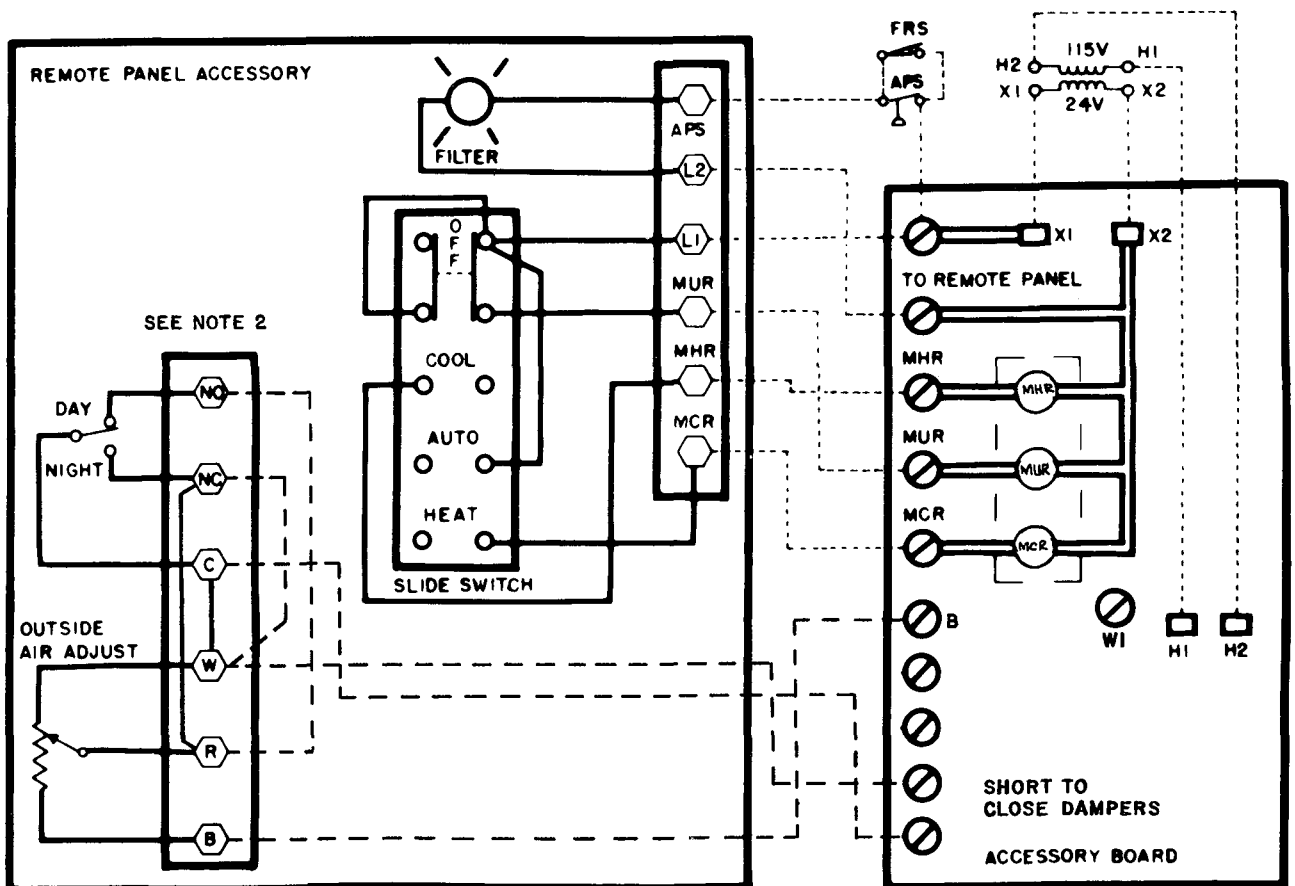 REMOTE PANEL ACCESSORY
FILTER
APS
L2
L1
MUR
MHR
MCR
OFF
COOL
AUTO
HEAT
SLIDE SWITCH
SEE NOTE 2
DAY
NIGHT
NO
NC
C
W
R
B
OUTSIDE
AIR ADJUST
FRS
APS
H2 115V H1
X1 24V X2
X1
X2
TO REMOTE PANEL
MHR
MHR
MUR
MUR
MCR
MCR
B
W1
H1
H2
SHORT TO
CLOSE DAMPERS
ACCESSORY BOARD